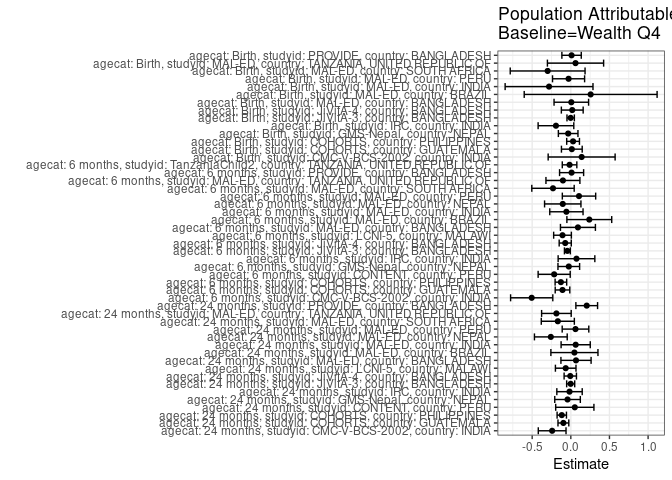 Population Attributable
Baseline=Wealth Q4
agecat: Birth, studyid: PROVIDE, country: BANGLADESH
agecat: Birth, studyid: MAL-ED, country: TANZANIA, UNITED REPUBLIC OF
agecat: Birth, studyid: MAL-ED, country: SOUTH AFRICA
agecat: Birth, studyid: MAL-ED, country: PERU
agecat: Birth, studyid: MAL-ED, country: INDIA
agecat: Birth, studyid: MAL-ED, country: BRAZIL
agecat: Birth, studyid: MAL-ED, country: BANGLADESH
agecat: Birth, studyid: JiVitA-4, country: BANGLADESH
agecat: Birth, studyid: JiVitA-3, country: BANGLADESH
agecat: Birth, studyid: IRC, country: INDIA
agecat: Birth, studyid: GMS-Nepal, country: NEPAL
agecat: Birth, studyid: COHORTS, country: PHILIPPINES
agecat: Birth, studyid: COHORTS, country: GUATEMALA
agecat: Birth, studyid: CMC-V-BCS-2002, country: INDIA
agecat: 6 months, studyid: TanzaniaChild2, country: TANZANIA, UNITED REPUBLIC OF
agecat: 6 months, studyid: PROVIDE, country: BANGLADESH
agecat: 6 months, studyid: MAL-ED, country: TANZANIA, UNITED REPUBLIC OF
agecat: 6 months, studyid: MAL-ED, country: SOUTH AFRICA
agecat: 6 months, studyid: MAL-ED, country: PERU
agecat: 6 months, studyid: MAL-ED, country: NEPAL
agecat: 6 months, studyid: MAL-ED, country: INDIA
agecat: 6 months, studyid: MAL-ED, country: BRAZIL
agecat: 6 months, studyid: MAL-ED, country: BANGLADESH
agecat: 6 months, studyid: LCNI-5, country: MALAWI
agecat: 6 months, studyid: JiVitA-4, country: BANGLADESH
agecat: 6 months, studyid: JiVitA-3, country: BANGLADESH
agecat: 6 months, studyid: IRC, country: INDIA
agecat: 6 months, studyid: GMS-Nepal, country: NEPAL
agecat: 6 months, studyid: CONTENT, country: PERU
agecat: 6 months, studyid: COHORTS, country: PHILIPPINES
agecat: 6 months, studyid: COHORTS, country: GUATEMALA
agecat: 6 months, studyid: CMC-V-BCS-2002, country: INDIA
agecat: 24 months, studyid: PROVIDE, country: BANGLADESH
agecat: 24 months, studyid: MAL-ED, country: TANZANIA, UNITED REPUBLIC OF
agecat: 24 months, studyid: MAL-ED, country: SOUTH AFRICA
agecat: 24 months, studyid: MAL-ED, country: PERU
agecat: 24 months, studyid: MAL-ED, country: NEPAL
agecat: 24 months, studyid: MAL-ED, country: INDIA
agecat: 24 months, studyid: MAL-ED, country: BRAZIL
agecat: 24 months, studyid: MAL-ED, country: BANGLADESH
agecat: 24 months, studyid: LCNI-5, country: MALAWI
agecat: 24 months, studyid: JiVitA-4, country: BANGLADESH
agecat: 24 months, studyid: JiVitA-3, country: BANGLADESH
agecat: 24 months, studyid: IRC, country: INDIA
agecat: 24 months, studyid: GMS-Nepal, country: NEPAL
agecat: 24 months, studyid: CONTENT, country: PERU
agecat: 24 months, studyid: COHORTS, country: PHILIPPINES
agecat: 24 months, studyid: COHORTS, country: GUATEMALA
agecat: 24 months, studyid: CMC-V-BCS-2002, country: INDIA
-0.5 0.0 0.5 1.0
Estimate